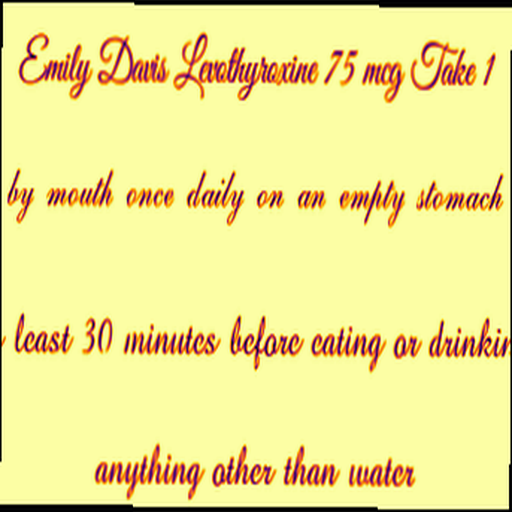 Emily Davis Levothyroxine 75 mcg Take 1
by mouth once daily on an empty stomach
least 30 minutes before eating or drinkin
anything other than water